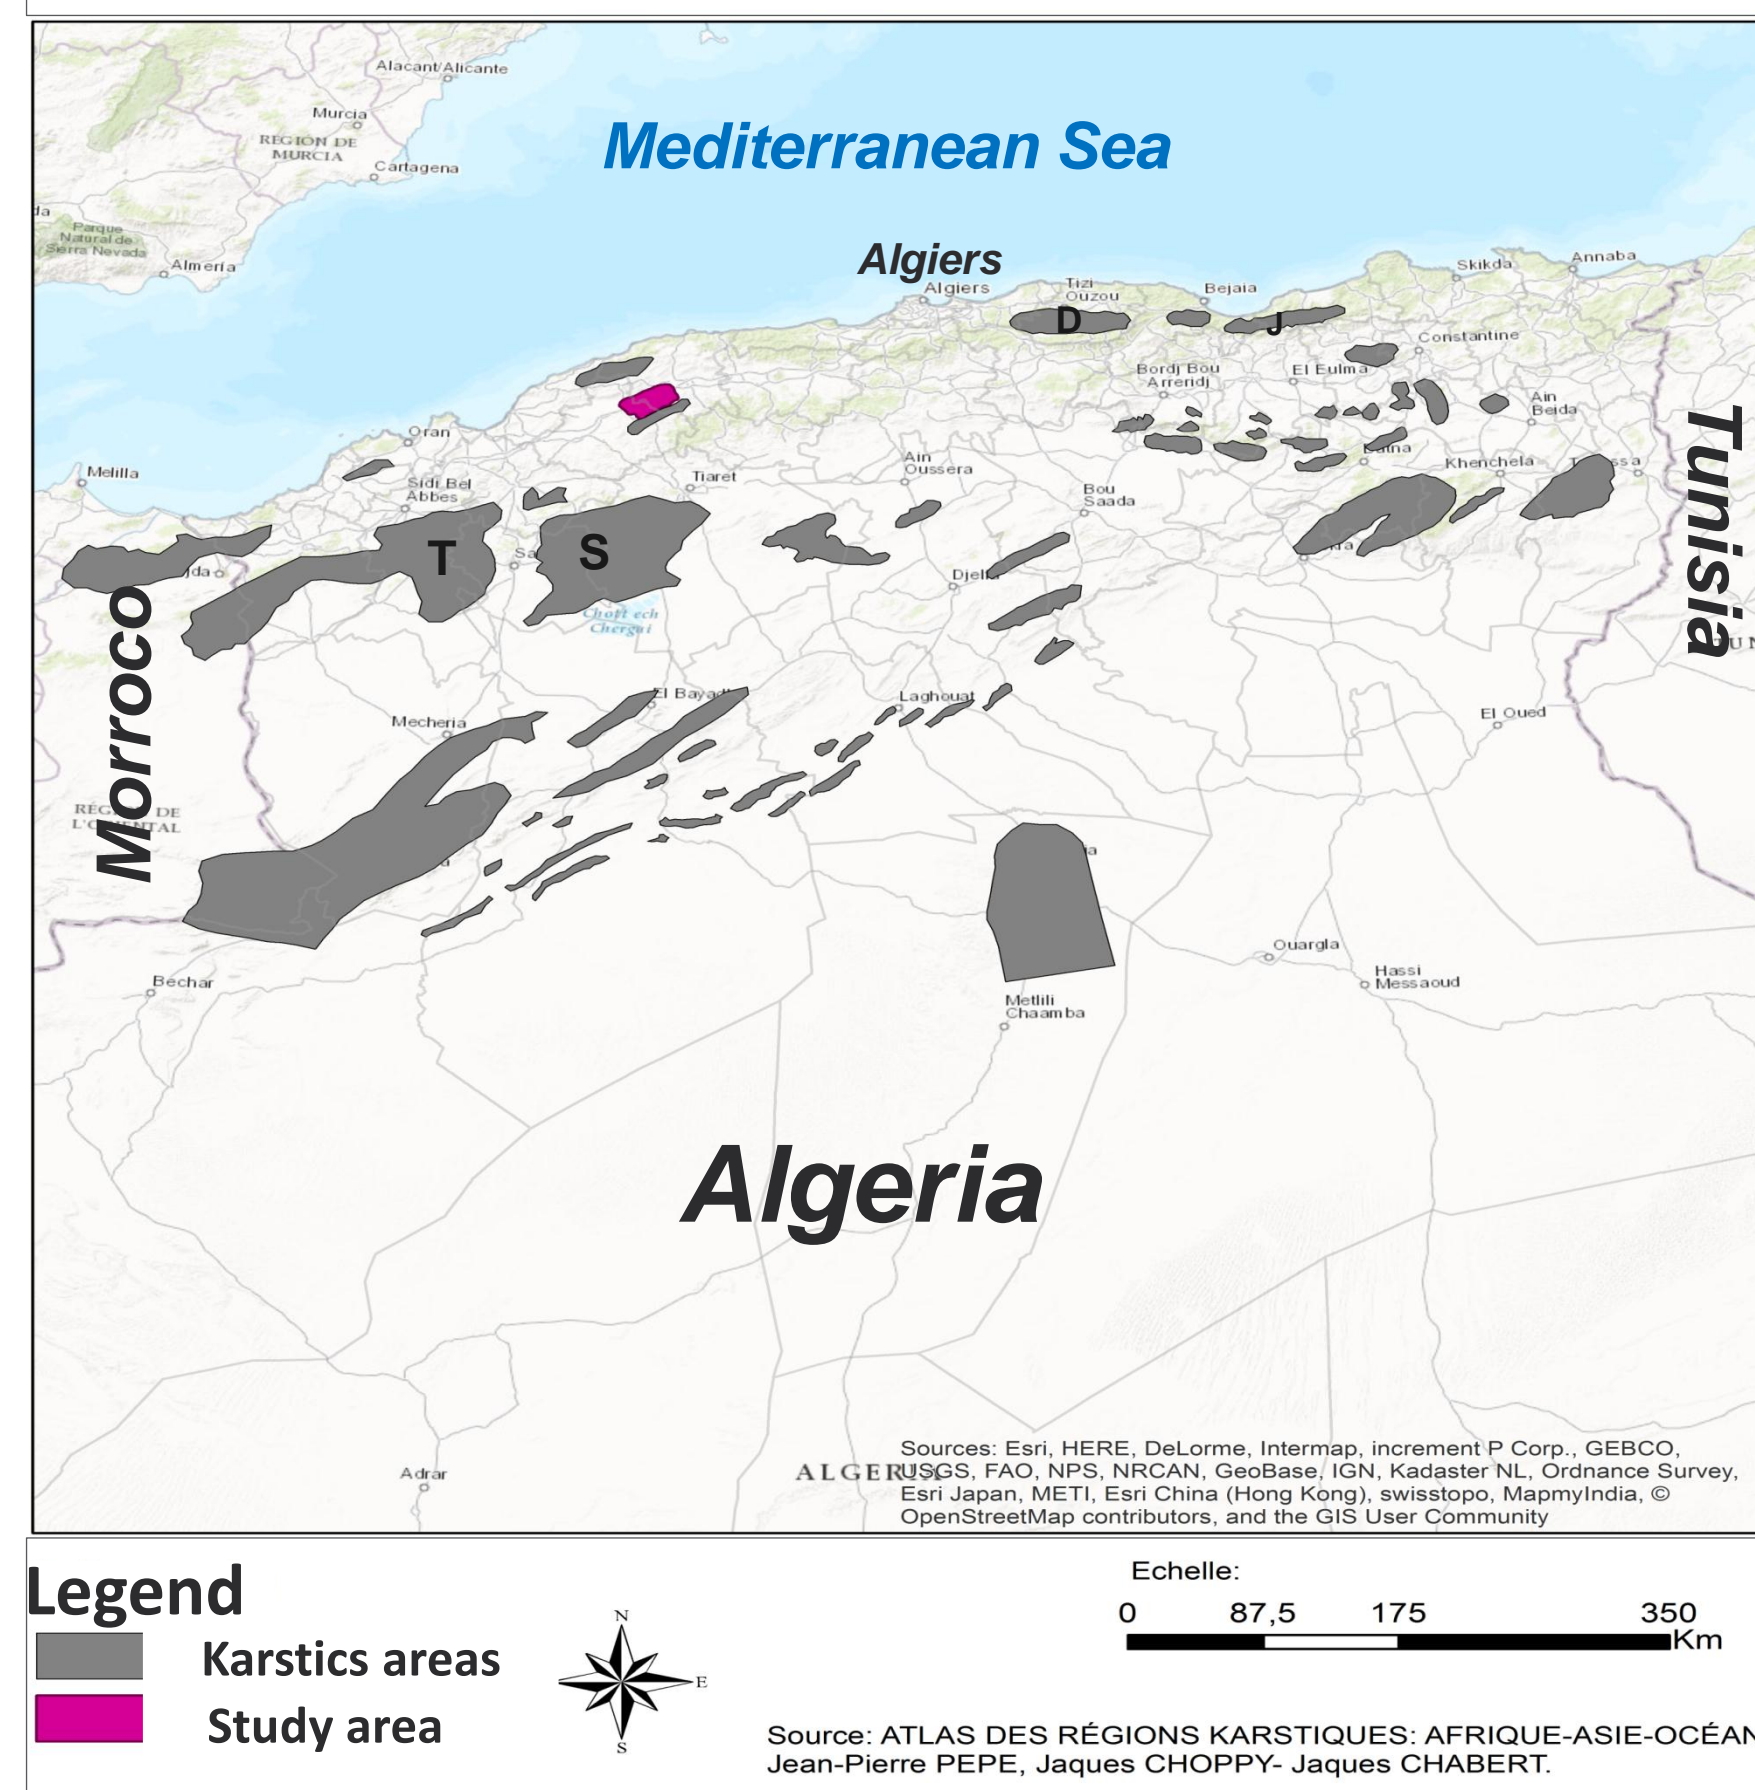 Alacant/Alicante
Murcia
REGIÓN DE
MURCIA
Cartagena
Mediterranean Sea
Parque
Natural de
Sierra Nevada
Almería
Algiers
Algiers
Tizi
Ouzou
Bejaia
Skikda
Annaba
D
J
Constantine
Bordj Bou
Arreridj
El Eulma
Ain
Beida
Oran
Melilla
Sidi Bel
Abbes
Tiaret
Ain
Oussera
Bou
Saada
Khenchela
Tunisia
T
S
Chott ech
Chergui
Morroco
Mecheria
El Bayad
Laghouat
El Oued
Bechar
Ouargla
Hassi
Messaoud
Metlili
Chaamba
Algeria
Adrar
Sources: Esri, HERE, DeLorme, Intermap, increment P Corp., GEBCO,
USGS, FAO, NPS, NRCAN, GeoBase, IGN, Kadaster NL, Ordnance Survey,
Esri Japan, METI, Esri China (Hong Kong), swisstopo, MapmyIndia, ©
OpenStreetMap contributors, and the GIS User Community
Legend
Karstics areas
Study area
N
E
S
Echelle:
0 87,5 175 350
Km
Source: ATLAS DES RÉGIONS KARSTIQUES: AFRIQUE-ASIE-OCÉAN
Jean-Pierre PEPE, Jaques CHOPPY- Jaques CHABERT.